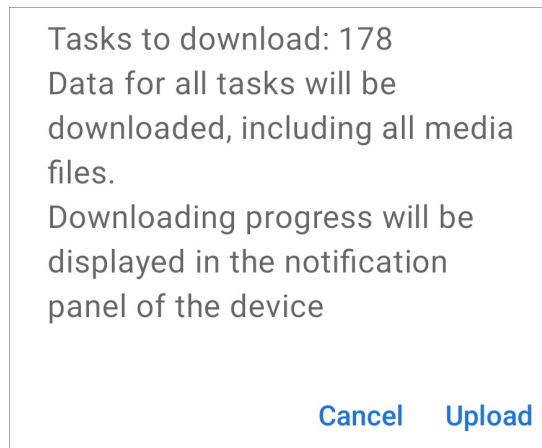 Tasks to download: 178
Data for all tasks will be
downloaded, including all media
files.
Downloading progress will be
displayed in the notification
panel of the device
Cancel Upload